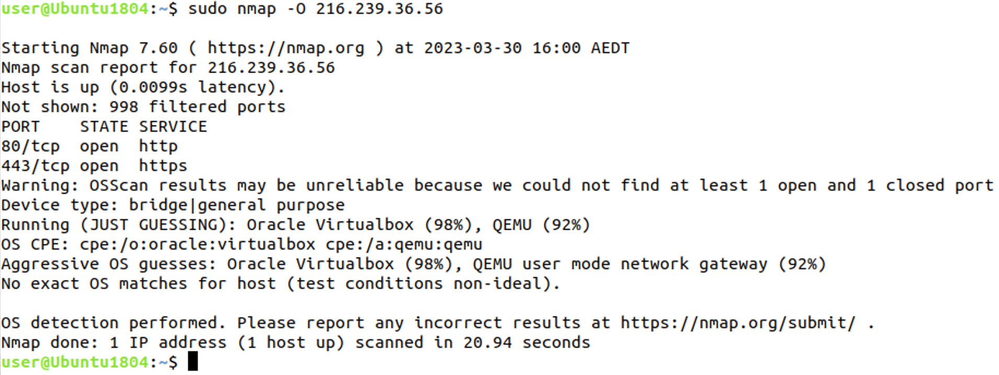 user@Ubuntu1804:~$ sudo nmap -O 216.239.36.56
Starting Nmap 7.60 ( https://nmap.org ) at 2023-03-30 16:00 AEDT
Nmap scan report for 216.239.36.56
Host is up (0.0099s latency).
Not shown: 998 filtered ports
PORT    STATE SERVICE
80/tcp  open  http
443/tcp open  https
Warning: OSScan results may be unreliable because we could not find at least 1 open and 1 closed port
Device type: bridge|general purpose
Running (JUST GUESSING): Oracle Virtualbox (98%), QEMU (92%)
OS CPE: cpe:/o:oracle:virtualbox cpe:/a:qemu:qemu
Aggressive OS guesses: Oracle Virtualbox (98%), QEMU user mode network gateway (92%)
No exact OS matches for host (test conditions non-ideal).
OS detection performed. Please report any incorrect results at https://nmap.org/submit/ .
Nmap done: 1 IP address (1 host up) scanned in 20.94 seconds
user@Ubuntu1804:~$